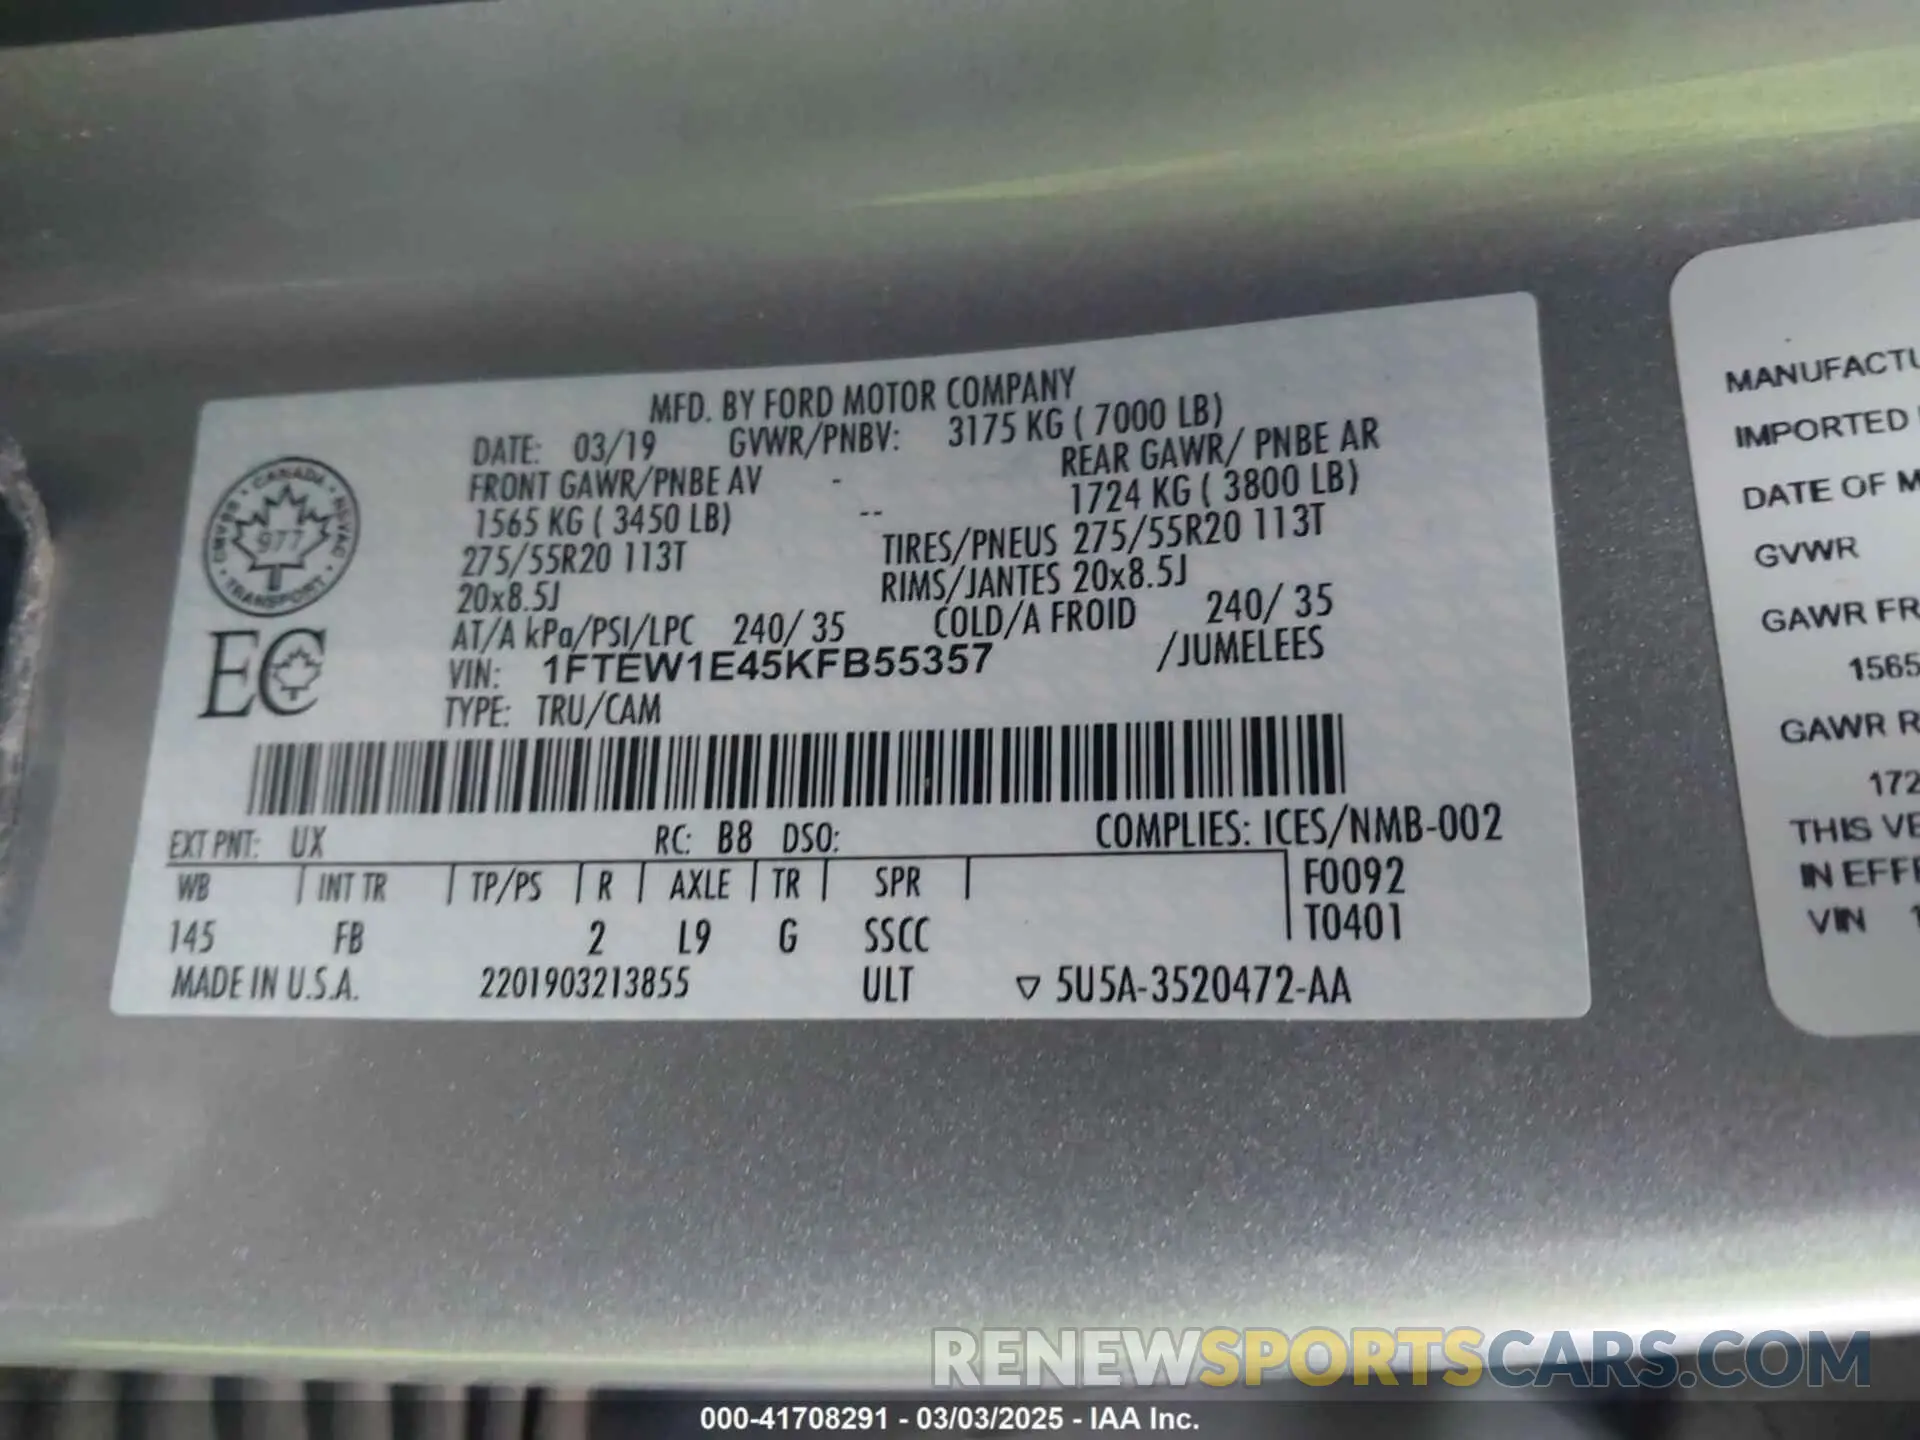 MFD. BY FORD MOTOR COMPANY
DATE: 03/19 GVWR/PNBV: 3175 KG ( 7000 LB)
FRONT GAWR/PNBE AV - REAR GAWR/ PNBE AR
1565 KG ( 3450 LB) -- 1724 KG ( 3800 LB)
275/55R20 113T TIRES/PNEUS 275/55R20 113T
20x8.5J RIMS/JANTES 20x8.5J
AT/A kPa/PSI/LPC 240/ 35 COLD/A FROID 240/ 35
VIN: 1FTEW1E45KFB55357 /JUMELEES
TYPE: TRU/CAM
CANADA
977
TRANSPORT
EC
EXT PNT: UX RC: B8 DSO: COMPLIES: ICES/NMB-002
WB INT TR TP/PS R AXLE TR SPR F0092
145 FB 2 L9 G SSCC T0401
MADE IN U.S.A. 2201903213855 ULT ▽ 5U5A-3520472-AA
MANUFACTU
IMPORTED
DATE OF M
GVWR
GAWR FR
1565
GAWR R
172
THIS VE
IN EFF
VIN 1
RENEWSPORTSCARS.COM
000-41708291 - 03/03/2025 - IAA Inc.